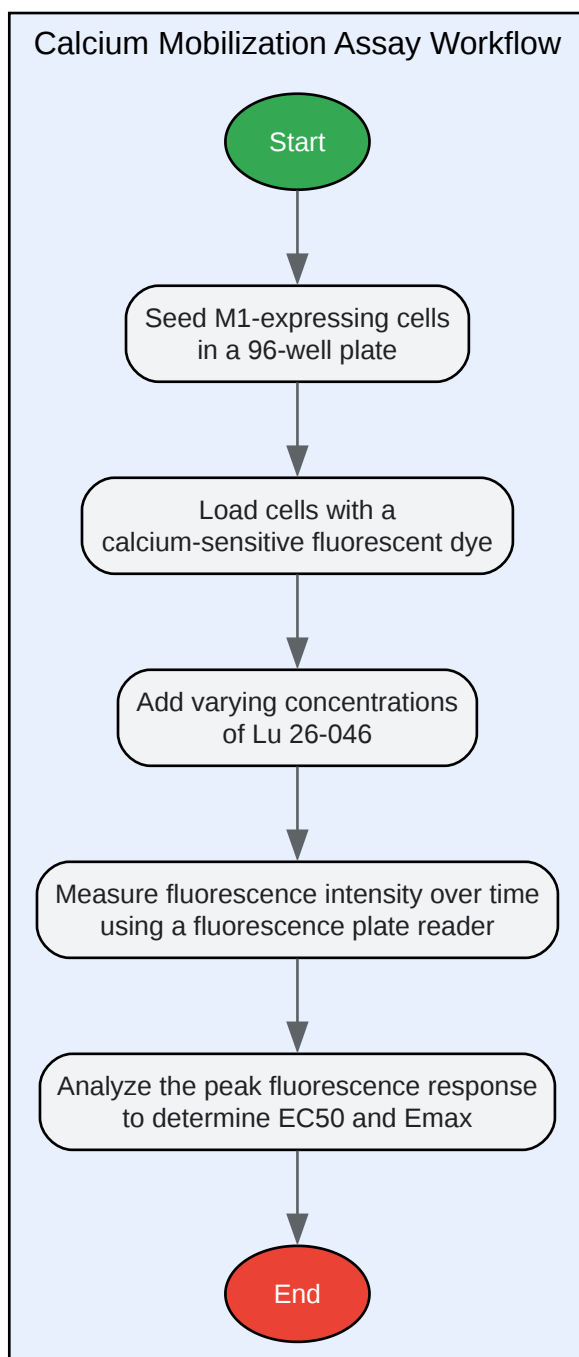 Calcium Mobilization Assay Workflow
Start
Seed M1-expressing cells
in a 96-well plate
Load cells with a
calcium-sensitive fluorescent dye
Add varying concentrations
of Lu 26-046
Measure fluorescence intensity over time
using a fluorescence plate reader
Analyze the peak fluorescence response
to determine EC50 and Emax
End